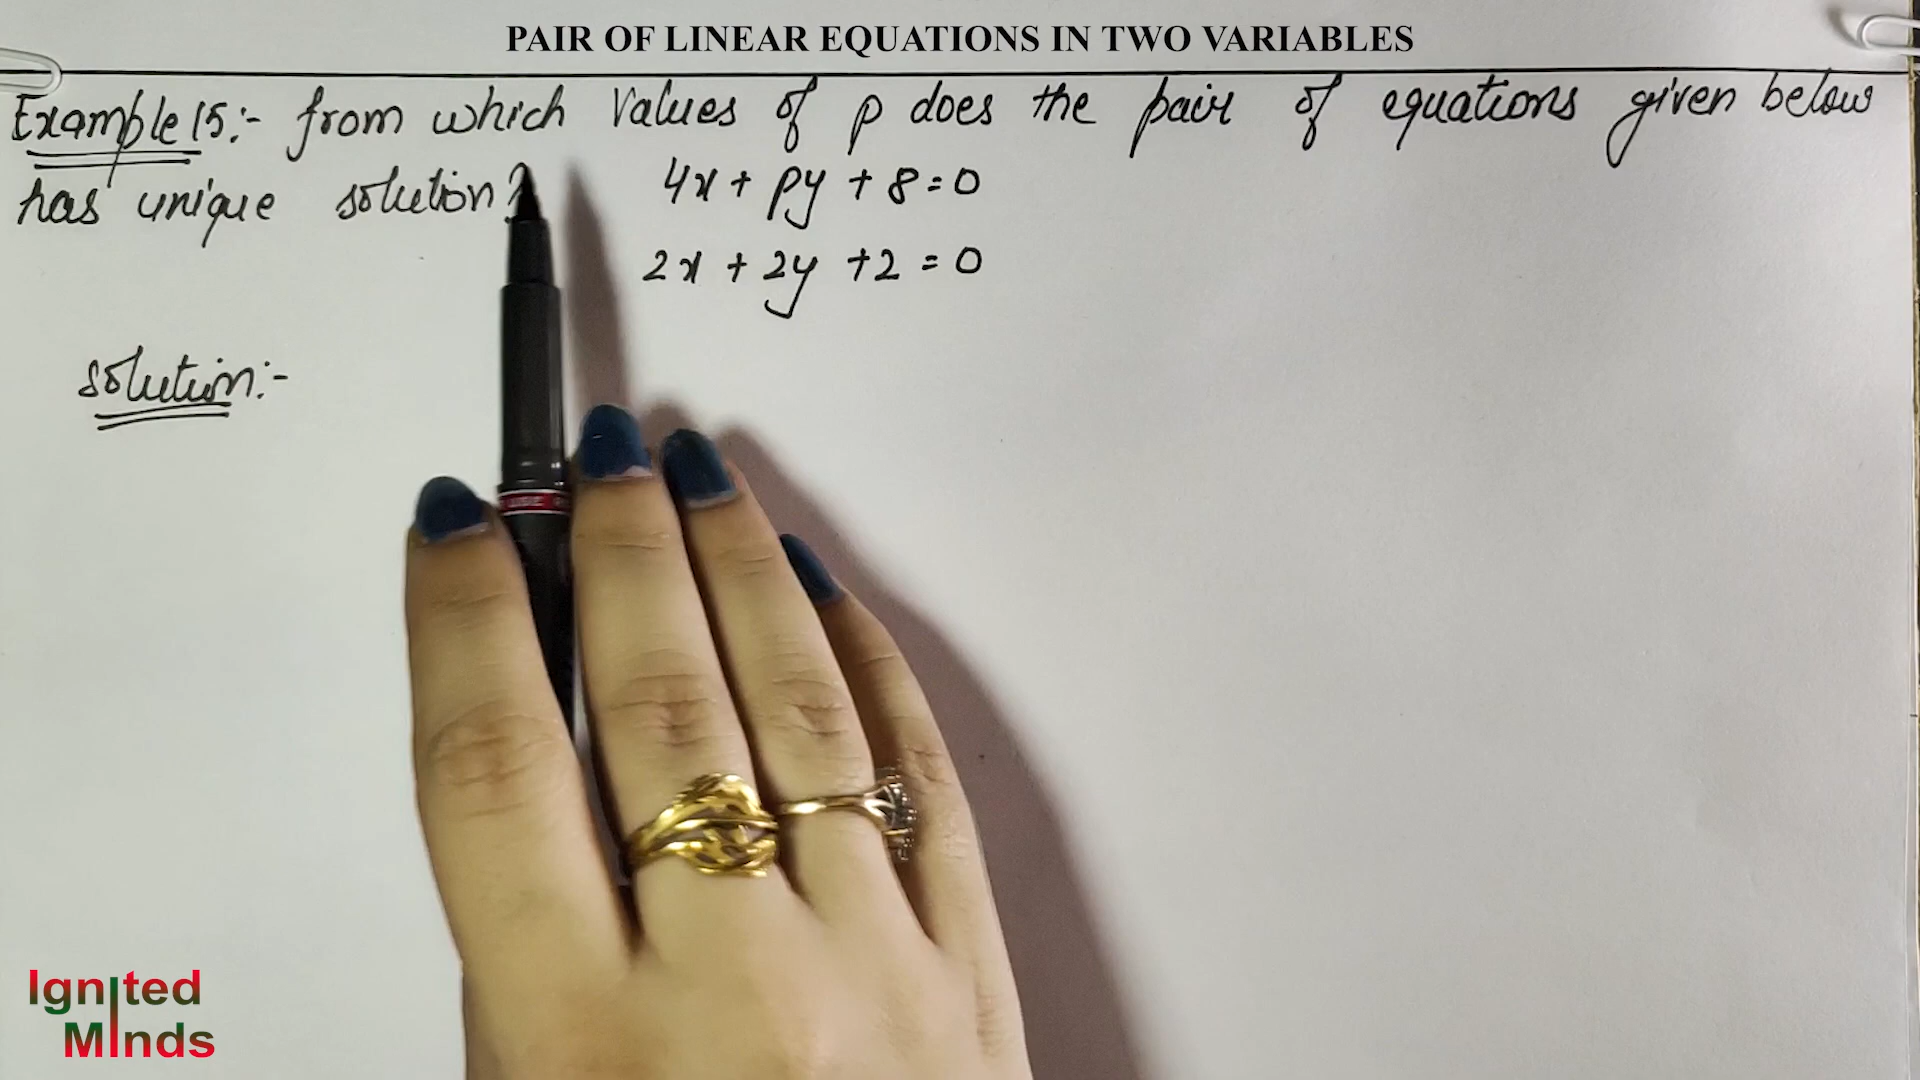 PAIR OF LINEAR EQUATIONS IN TWO VARIABLES
Example 15:- from which values of p does the pair of equations given below
has unique solution?
4x + py + 8 = 0
2x + 2y + 2 = 0
solution:-
Ignited
Minds